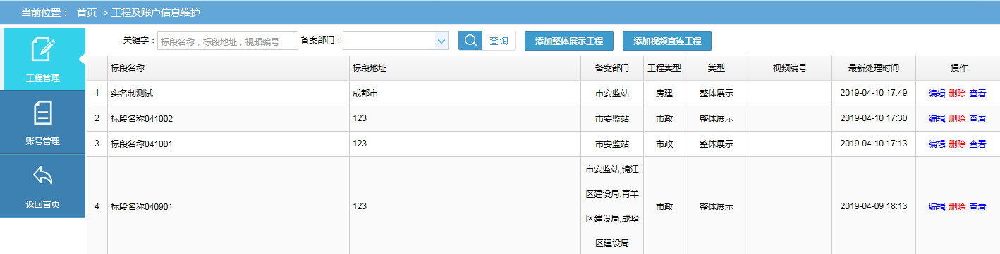 当前位置： 首页 > 工程及账户信息维护
工程管理
账号管理
返回首页
关键字：标段名称，标段地址，视频编号 备案部门： 查询 添加整体展示工程 添加视频直连工程
标段名称 标段地址 备案部门 工程类型 类型 视频编号 最新处理时间 操作
1 实名制测试 成都市 市安监站 房建 整体展示 2019-04-10 17:49 编辑 删除 查看
2 标段名称041002 123 市安监站 市政 整体展示 2019-04-10 17:30 编辑 删除 查看
3 标段名称041001 123 市安监站 市政 整体展示 2019-04-10 17:13 编辑 删除 查看
4 标段名称040901 123 市安监站,锦江
区建设局,青羊
区建设局,成华
区建设局
市政 整体展示 2019-04-09 18:13 编辑 删除 查看